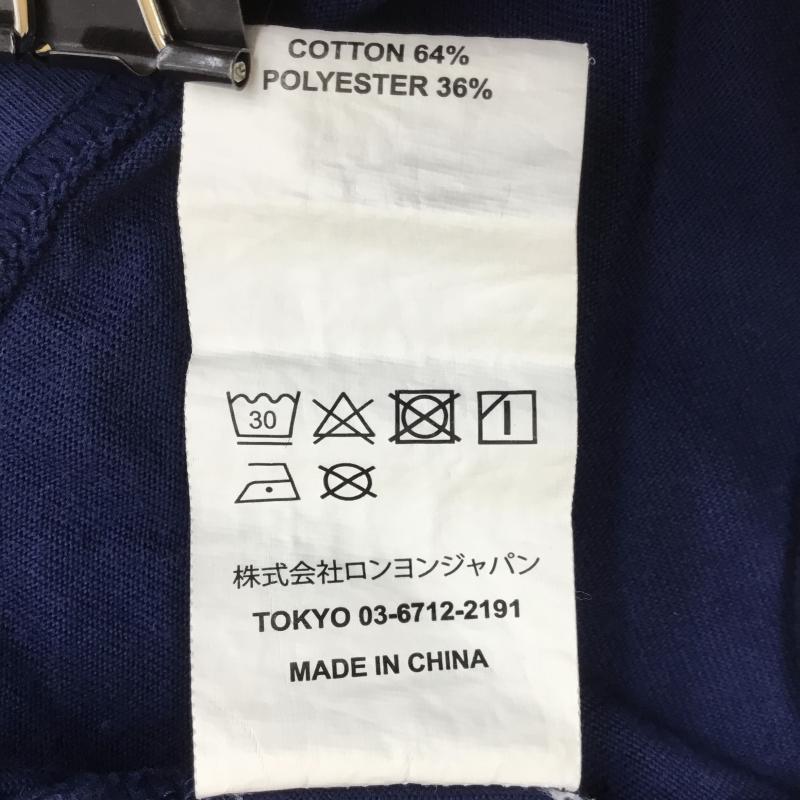 COTTON 64%
POLYESTER 36%
30
株式会社ロンヨンジャパン
TOKYO 03-6712-2191
MADE IN CHINA